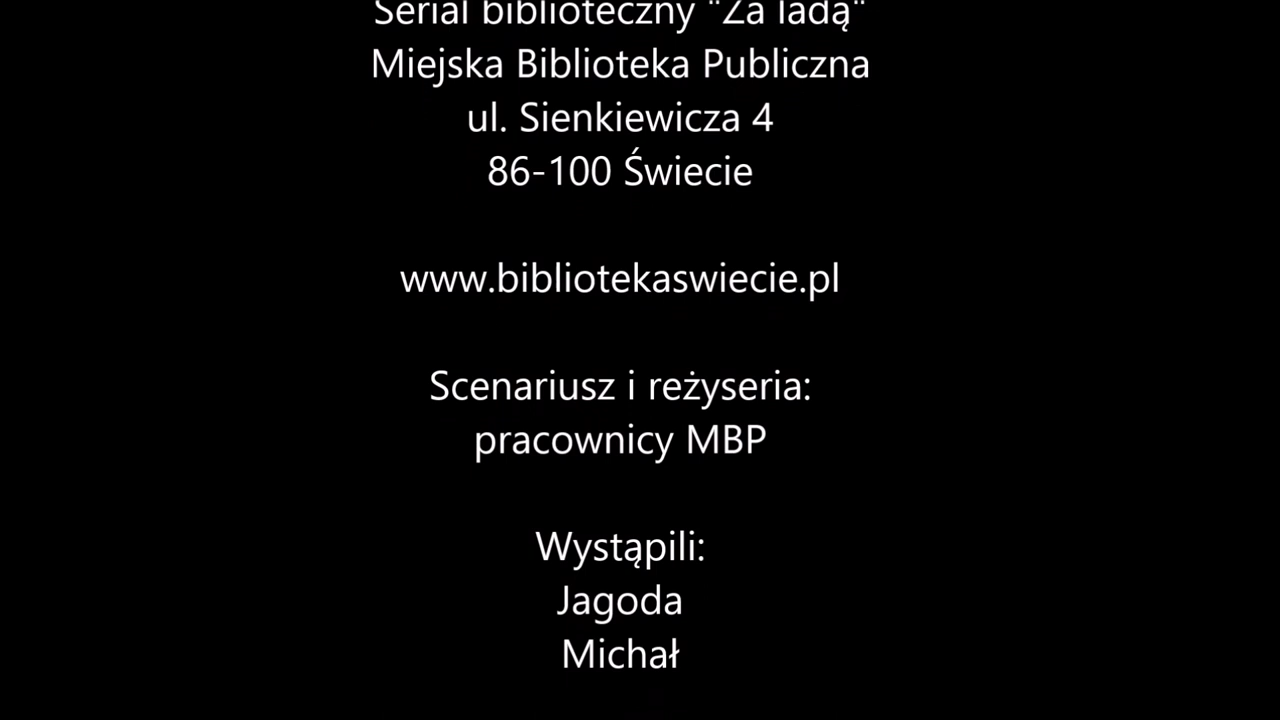 Serial biblioteczny "Za ladą"
Miejska Biblioteka Publiczna
ul. Sienkiewicza 4
86-100 Świecie
www.bibliotekaswiecie.pl
Scenariusz i reżyseria:
pracownicy MBP
Wystąpili:
Jagoda
Michał